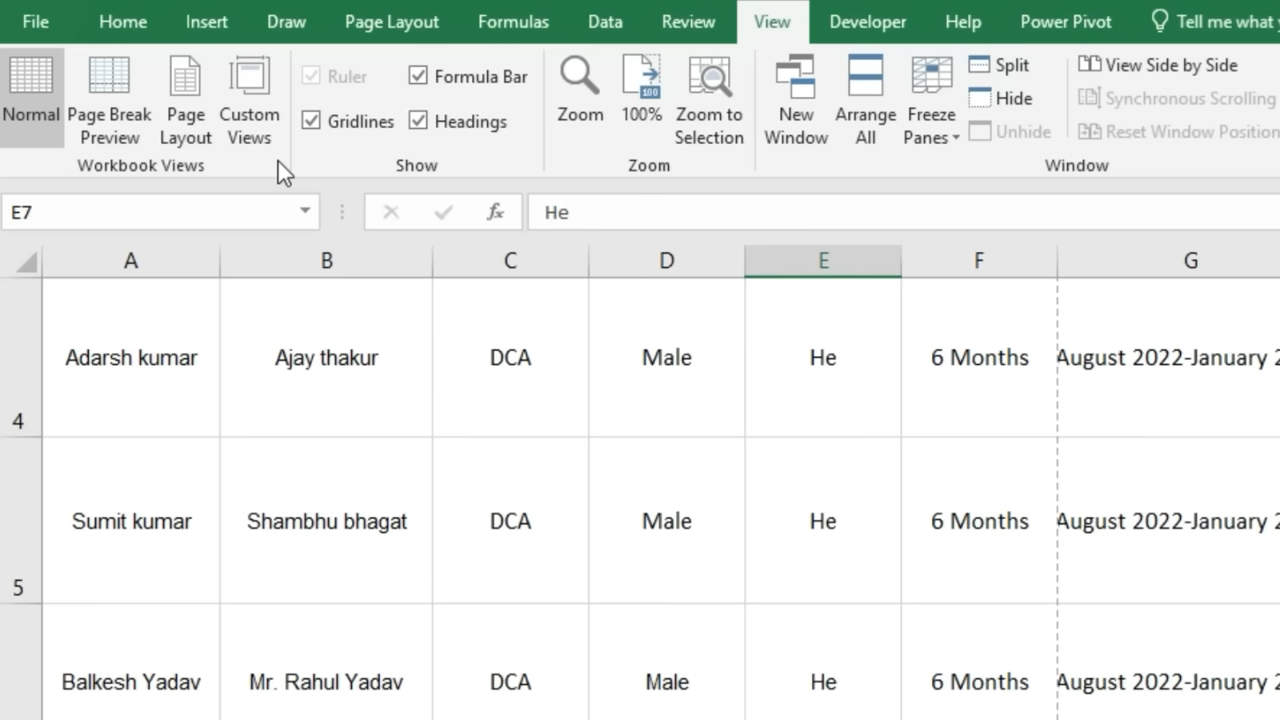 File Home Insert Draw Page Layout Formulas Data Review View Developer Help Power Pivot Tell me what
Normal Page Break Preview Page Layout Custom Views
Workbook Views
Ruler Formula Bar
Gridlines Headings
Show
Zoom 100% Zoom to Selection
100
Zoom
New Window Arrange All Freeze Panes
Split
Hide
Unhide
View Side by Side
Synchronous Scrolling
Reset Window Position
Window
E7 fx He
A B C D E F G
4 Adarsh kumar Ajay thakur DCA Male He 6 Months August 2022-January 2
5 Sumit kumar Shambhu bhagat DCA Male He 6 Months August 2022-January 2
Balkesh Yadav Mr. Rahul Yadav DCA Male He 6 Months August 2022-January 2